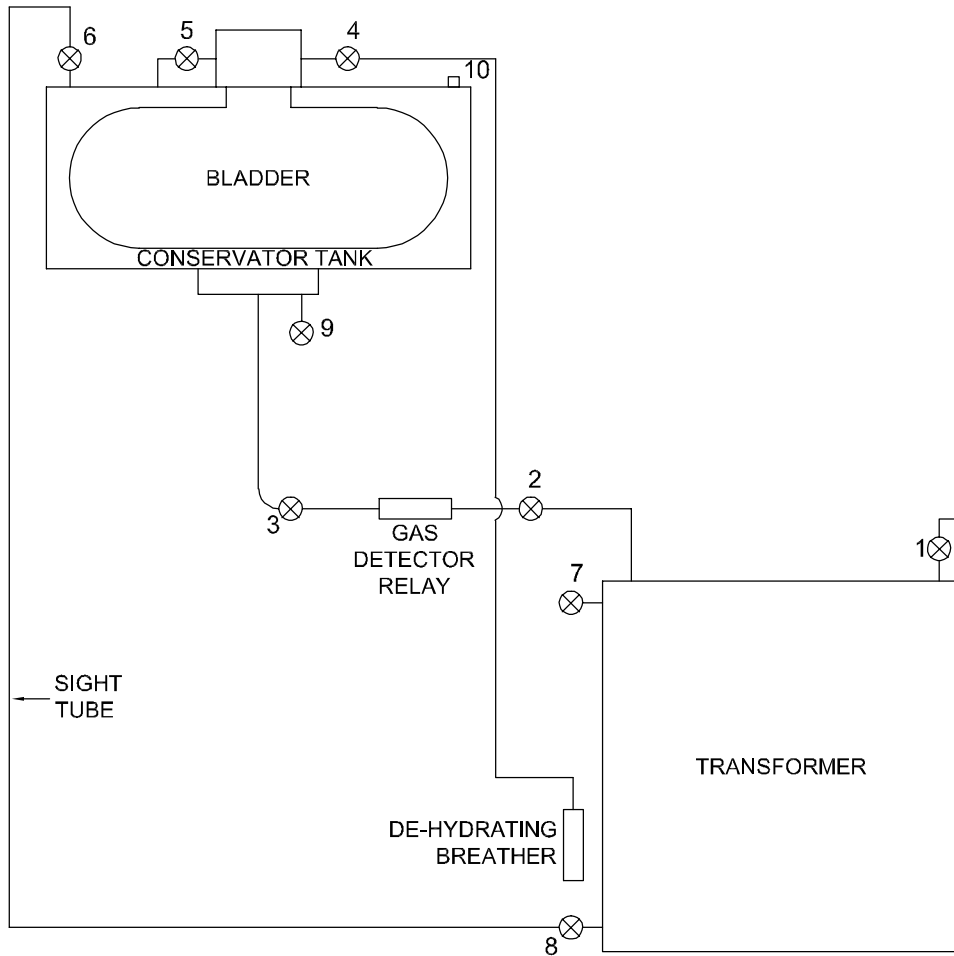 6
5
4
10
BLADDER
CONSERVATOR TANK
9
2
3
GAS
DETECTOR
RELAY
1
7
SIGHT
TUBE
TRANSFORMER
DE-HYDRATING
BREATHER
8